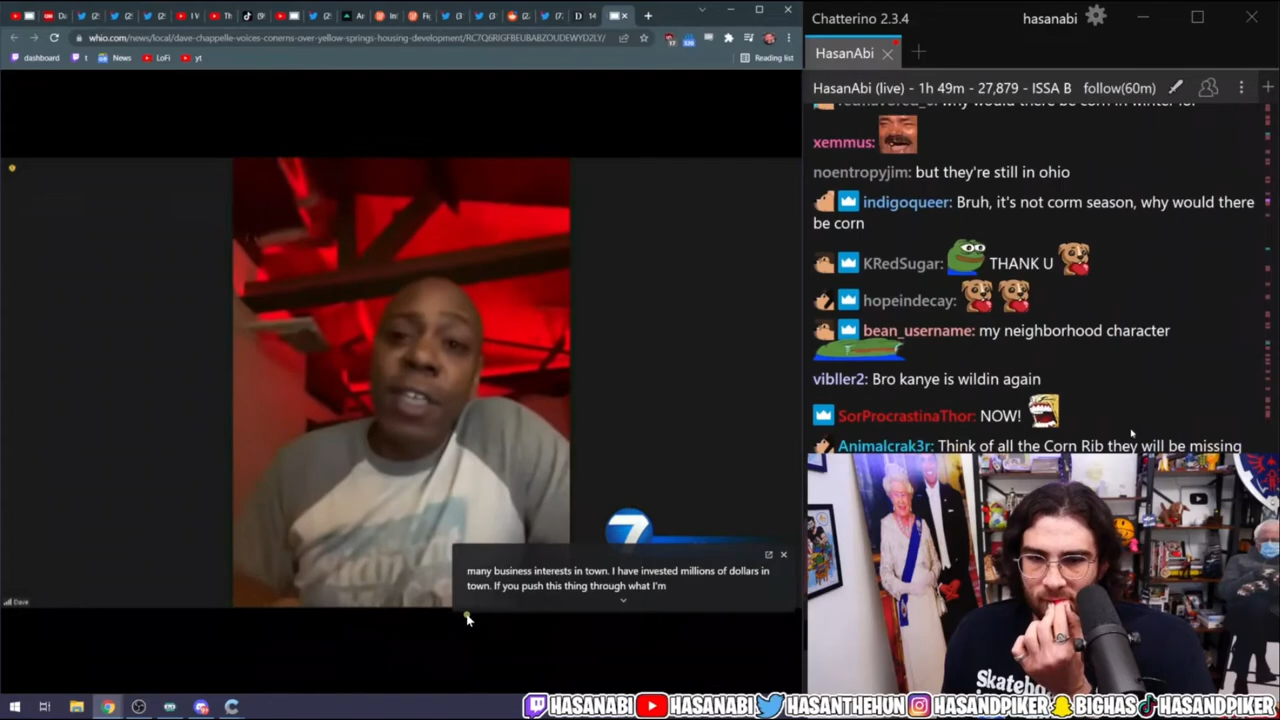 whio.com/news/local/dave-chappelle-voices-conerns-over-yellow-springs-housing-development/RC7Q6RIGFBEUBABZOUDEWYD2LY/
dashboard
t
News
LoFi
yt
Reading list
7
many business interests in town. I have invested millions of dollars in
town. If you push this thing through what I'm
Dave
Chatterino 2.3.4
hasanabi
HasanAbi
HasanAbi (live) - 1h 49m - 27,879 - ISSA B
follow(60m)
xemmus:
noentropyjim: but they're still in ohio
indigoqueer: Bruh, it's not corm season, why would there
be corn
KRedSugar: THANK U
hopeindecay:
bean_username: my neighborhood character
vibller2: Bro kanye is wildin again
SorProcrastinaThor: NOW!
Animalcrak3r: Think of all the Corn Rib they will be missing
HASANABI HASANABI HASANTHEHUN HASANDPIKER BIGHAS HASANDPIKER